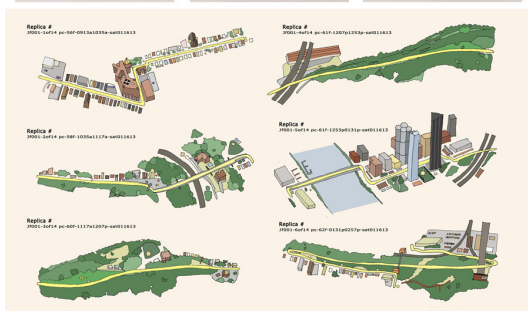 Replica #
JF001-1of14 pc-56f-0913a1035a-sat011613
Replica #
JF001-2of14 pc-58f-1035a1117a-sat011613
Replica #
JF001-3of14 pc-60f-1117a1207p-sat011613
Replica #
JF001-4of14 pc-61f-1207p1253p-sat011613
Replica #
JF001-5of14 pc-61f-1253p0131p-sat011613
Replica #
JF001-6of14 pc-62f-0131p0257p-sat011613